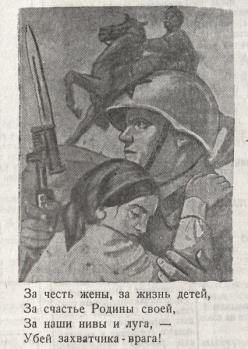 За честь жены, за жизнь детей,
За счастье Родины своей,
За наши нивы и луга, —
Убей захватчика-врага!